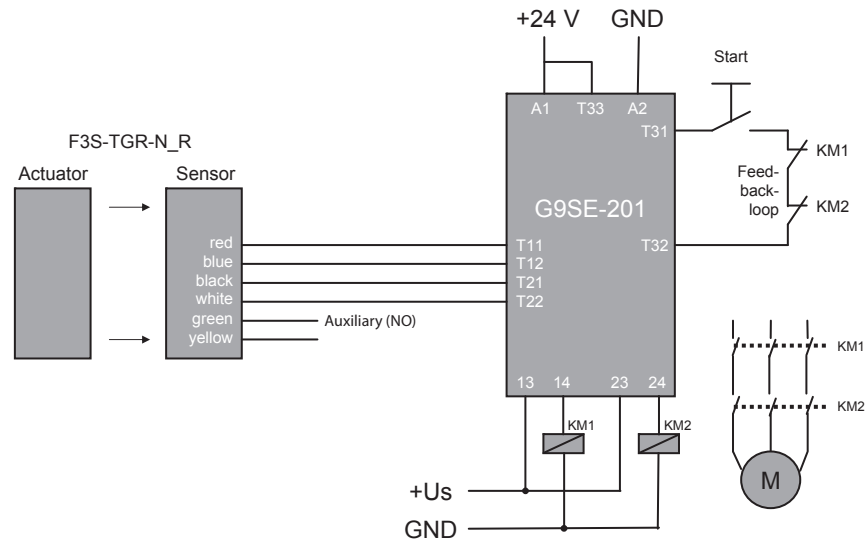 +24 V GND
Start
A1 T33 A2
T31
F3S-TGR-N_R
Actuator Sensor
KM1
Feed-
back-
loop
KM2
G9SE-201
red T11 T32
blue T12
black T21
white T22
green Auxiliary (NO)
yellow
KM1
13 14 23 24
KM2
KM1 KM2
M
+Us
GND